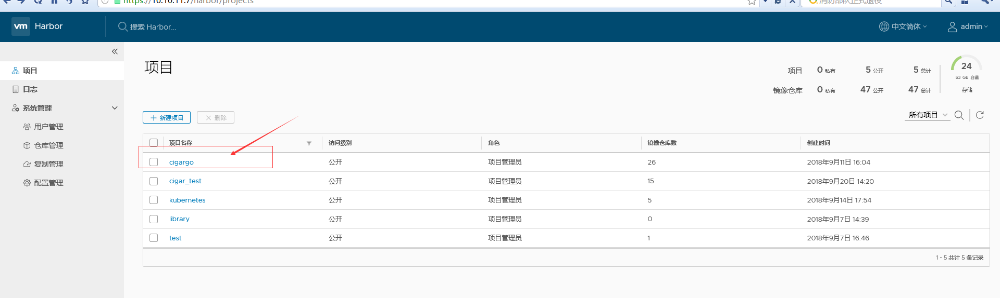 https://10.10.11.7/harbor/projects
消防部队正式退役
vm Harbor
搜索 Harbor...
中文简体
admin
项目
日志
系统管理
用户管理
仓库管理
复制管理
配置管理
项目
项目 0 私有 5 公开 5 总计
镜像仓库 0 私有 47 公开 47 总计
24
63 GB 容量
存储
新建项目 删除
所有项目
项目名称 访问级别 角色 镜像仓库数 创建时间
cigargo 公开 项目管理员 26 2018年9月11日 16:04
cigar_test 公开 项目管理员 15 2018年9月20日 14:20
kubernetes 公开 项目管理员 5 2018年9月14日 17:54
library 公开 项目管理员 0 2018年9月7日 14:39
test 公开 项目管理员 1 2018年9月7日 16:46
1 - 5 共计 5 条记录